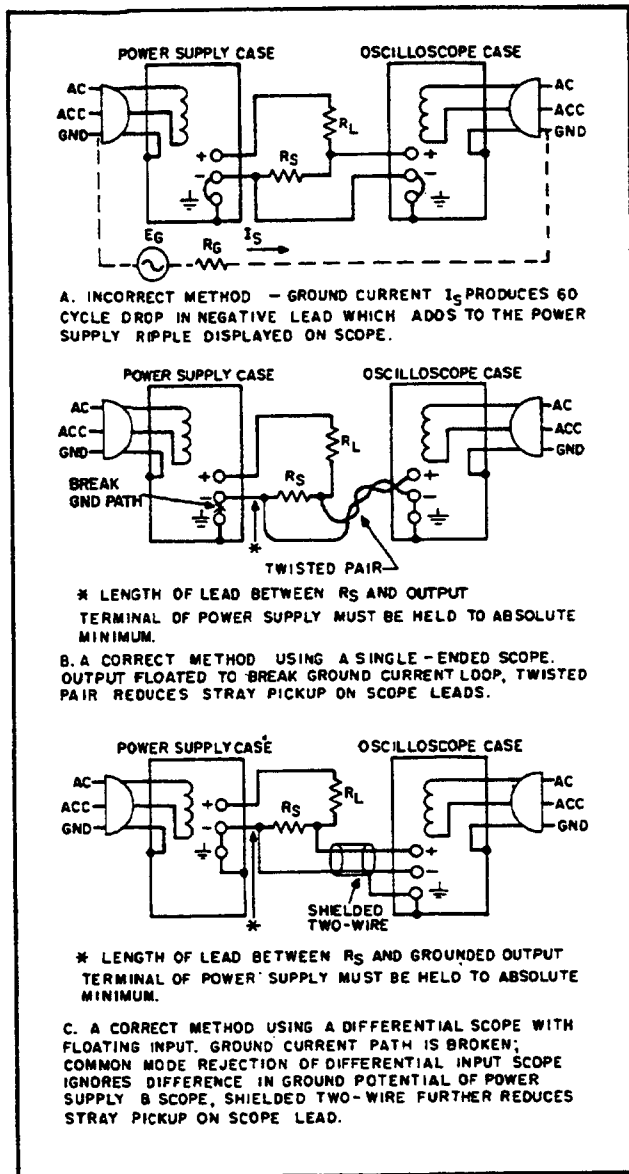 POWER SUPPLY CASE
OSCILLOSCOPE CASE
AC
ACC
GND
+
−
RS
RL
+
−
AC
ACC
GND
EG
RG
IS
A. INCORRECT METHOD – GROUND CURRENT IS PRODUCES 60
CYCLE DROP IN NEGATIVE LEAD WHICH ADDS TO THE POWER
SUPPLY RIPPLE DISPLAYED ON SCOPE.
POWER SUPPLY CASE
OSCILLOSCOPE CASE
AC
ACC
GND
BREAK
GND PATH
+
−
RS
RL
+
−
AC
ACC
GND
*
TWISTED PAIR
* LENGTH OF LEAD BETWEEN RS AND OUTPUT
TERMINAL OF POWER SUPPLY MUST BE HELD TO ABSOLUTE
MINIMUM.
B. A CORRECT METHOD USING A SINGLE-ENDED SCOPE.
OUTPUT FLOATED TO BREAK GROUND CURRENT LOOP, TWISTED
PAIR REDUCES STRAY PICKUP ON SCOPE LEADS.
POWER SUPPLY CASE
OSCILLOSCOPE CASE
AC
ACC
GND
+
−
RS
RL
+
−
AC
ACC
GND
*
SHIELDED
TWO-WIRE
* LENGTH OF LEAD BETWEEN RS AND GROUNDED OUTPUT
TERMINAL OF POWER SUPPLY MUST BE HELD TO ABSOLUTE
MINIMUM.
C. A CORRECT METHOD USING A DIFFERENTIAL SCOPE WITH
FLOATING INPUT. GROUND CURRENT PATH IS BROKEN;
COMMON MODE REJECTION OF DIFFERENTIAL INPUT SCOPE
IGNORES DIFFERENCE IN GROUND POTENTIAL OF POWER
SUPPLY B SCOPE, SHIELDED TWO-WIRE FURTHER REDUCES
STRAY PICKUP ON SCOPE LEAD.